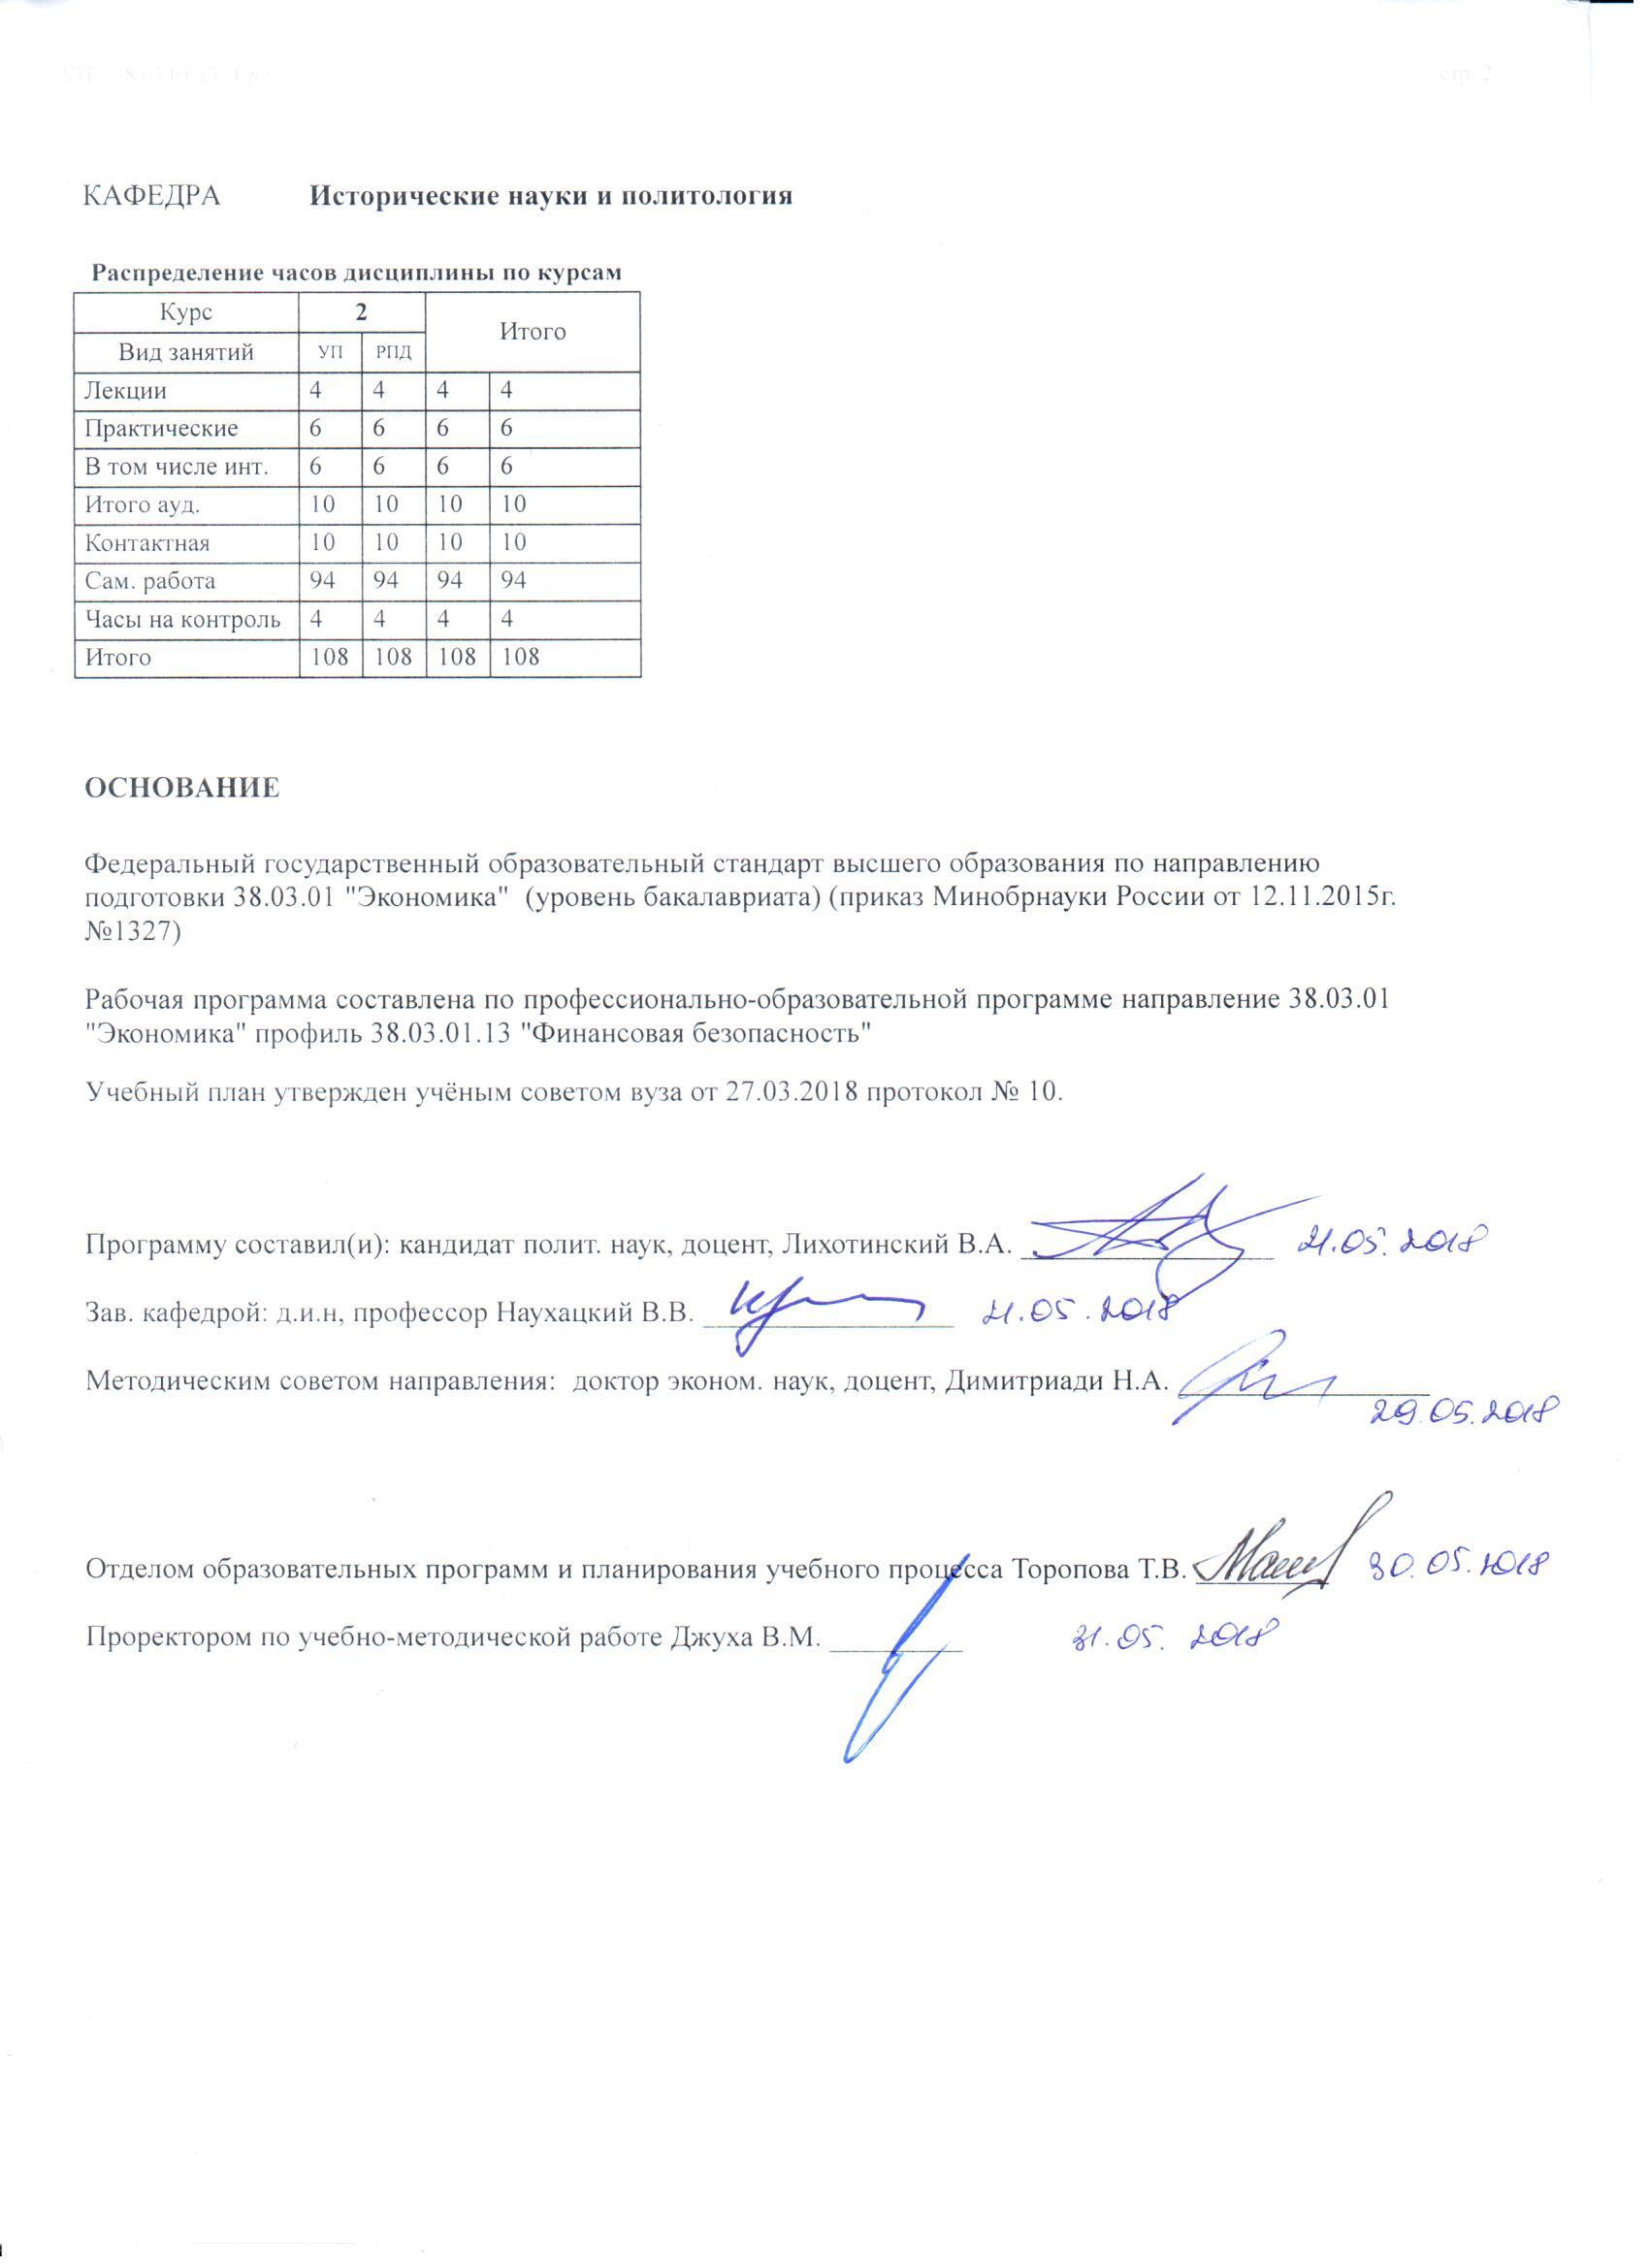 стр. 2
КАФЕДРА Исторические науки и политология
Распределение часов дисциплины по курсам
Курс 2 Итого
Вид занятий УП РПД
Лекции 4 4 4 4
Практические 6 6 6 6
В том числе инт. 6 6 6 6
Итого ауд. 10 10 10 10
Контактная 10 10 10 10
Сам. работа 94 94 94 94
Часы на контроль 4 4 4 4
Итого 108 108 108 108
ОСНОВАНИЕ
Федеральный государственный образовательный стандарт высшего образования по направлению
подготовки 38.03.01 "Экономика" (уровень бакалавриата) (приказ Минобрнауки России от 12.11.2015г.
№1327)
Рабочая программа составлена по профессионально-образовательной программе направление 38.03.01
"Экономика" профиль 38.03.01.13 "Финансовая безопасность"
Учебный план утвержден учёным советом вуза от 27.03.2018 протокол № 10.
Программу составил(и): кандидат полит. наук, доцент, Лихотинский В.А. 21.05.2018
Зав. кафедрой: д.и.н, профессор Наухацкий В.В. 21.05.2018
Методическим советом направления: доктор эконом. наук, доцент, Димитриади Н.А.
29.05.2018
Отделом образовательных программ и планирования учебного процесса Торопова Т.В. 30.05.2018
Проректором по учебно-методической работе Джуха В.М. 31.05.2018